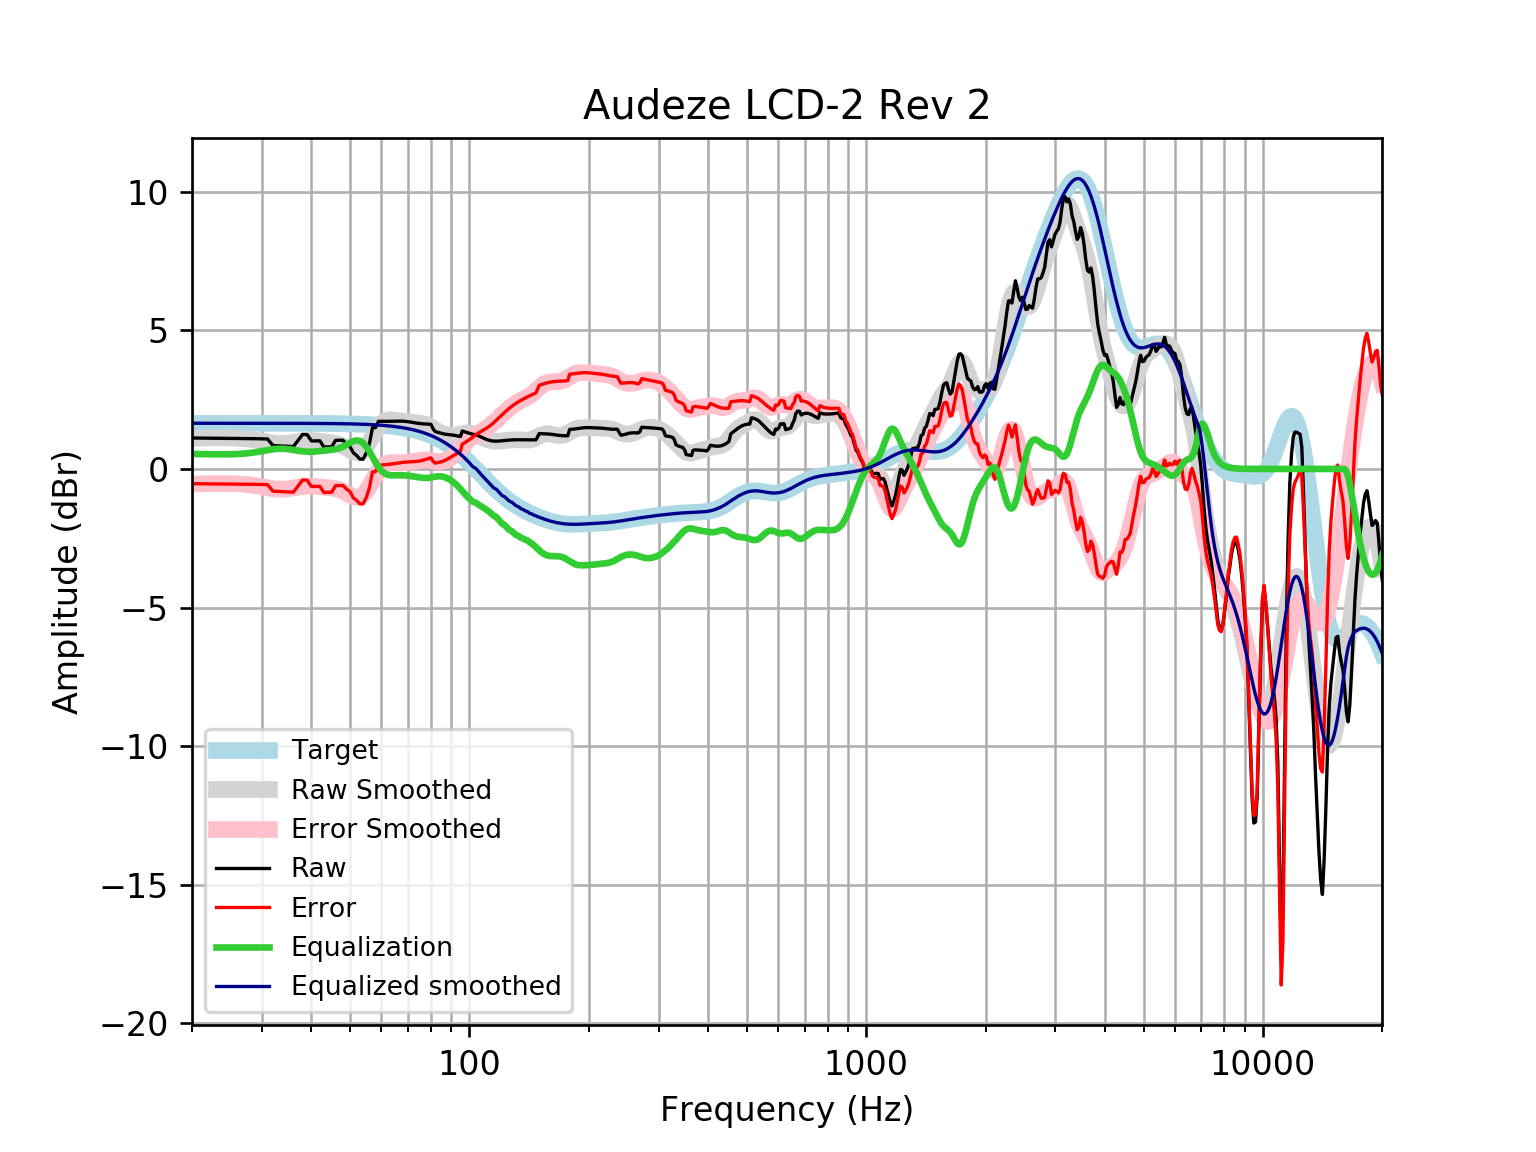 Audeze LCD-2 Rev 2
10
5
0
−5
−10
−15
−20
Amplitude (dBr)
Target
Raw Smoothed
Error Smoothed
Raw
Error
Equalization
Equalized smoothed
100
1000
10000
Frequency (Hz)